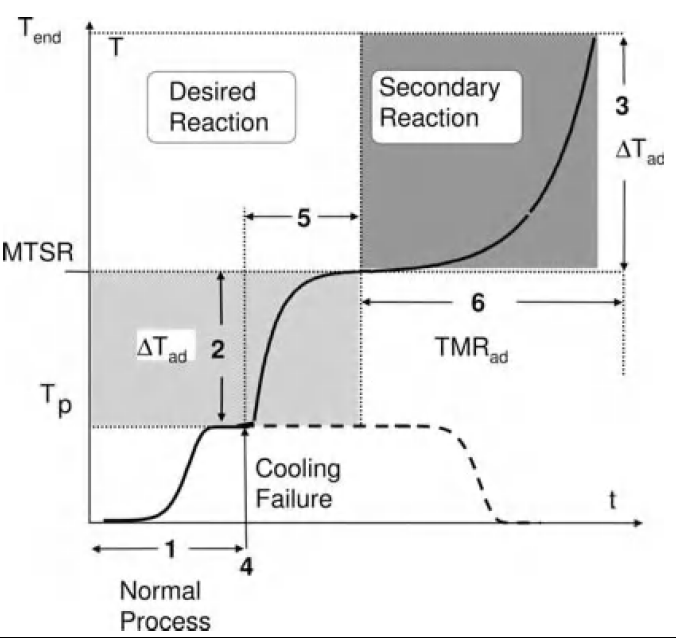 T_end
T
Desired
Reaction
Secondary
Reaction
3
ΔT_ad
5
MTSR
6
ΔT_ad 2
TMR_ad
T_p
Cooling
Failure
t
1
4
Normal
Process